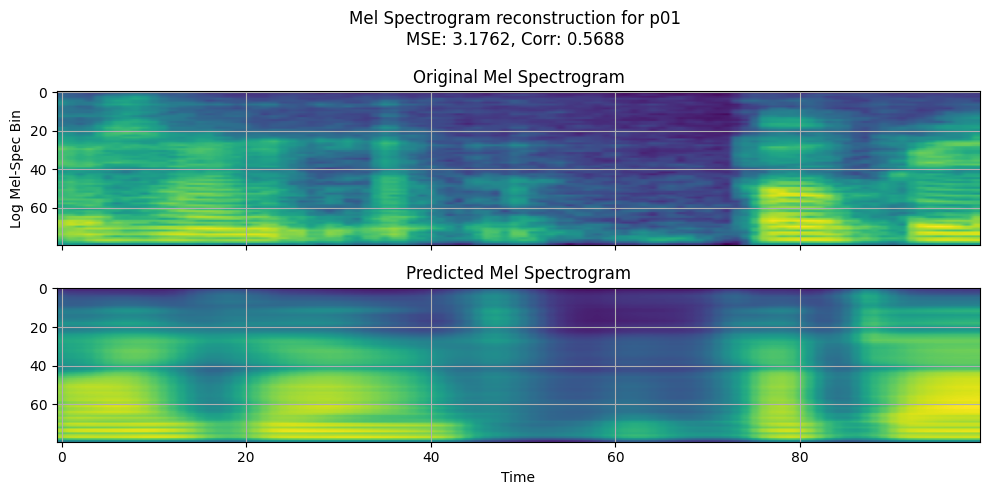 Mel Spectrogram reconstruction for p01
MSE: 3.1762, Corr: 0.5688
Original Mel Spectrogram
Log Mel-Spec Bin
0
20
40
60
Predicted Mel Spectrogram
0
20
40
60
0 20 40 60 80
Time